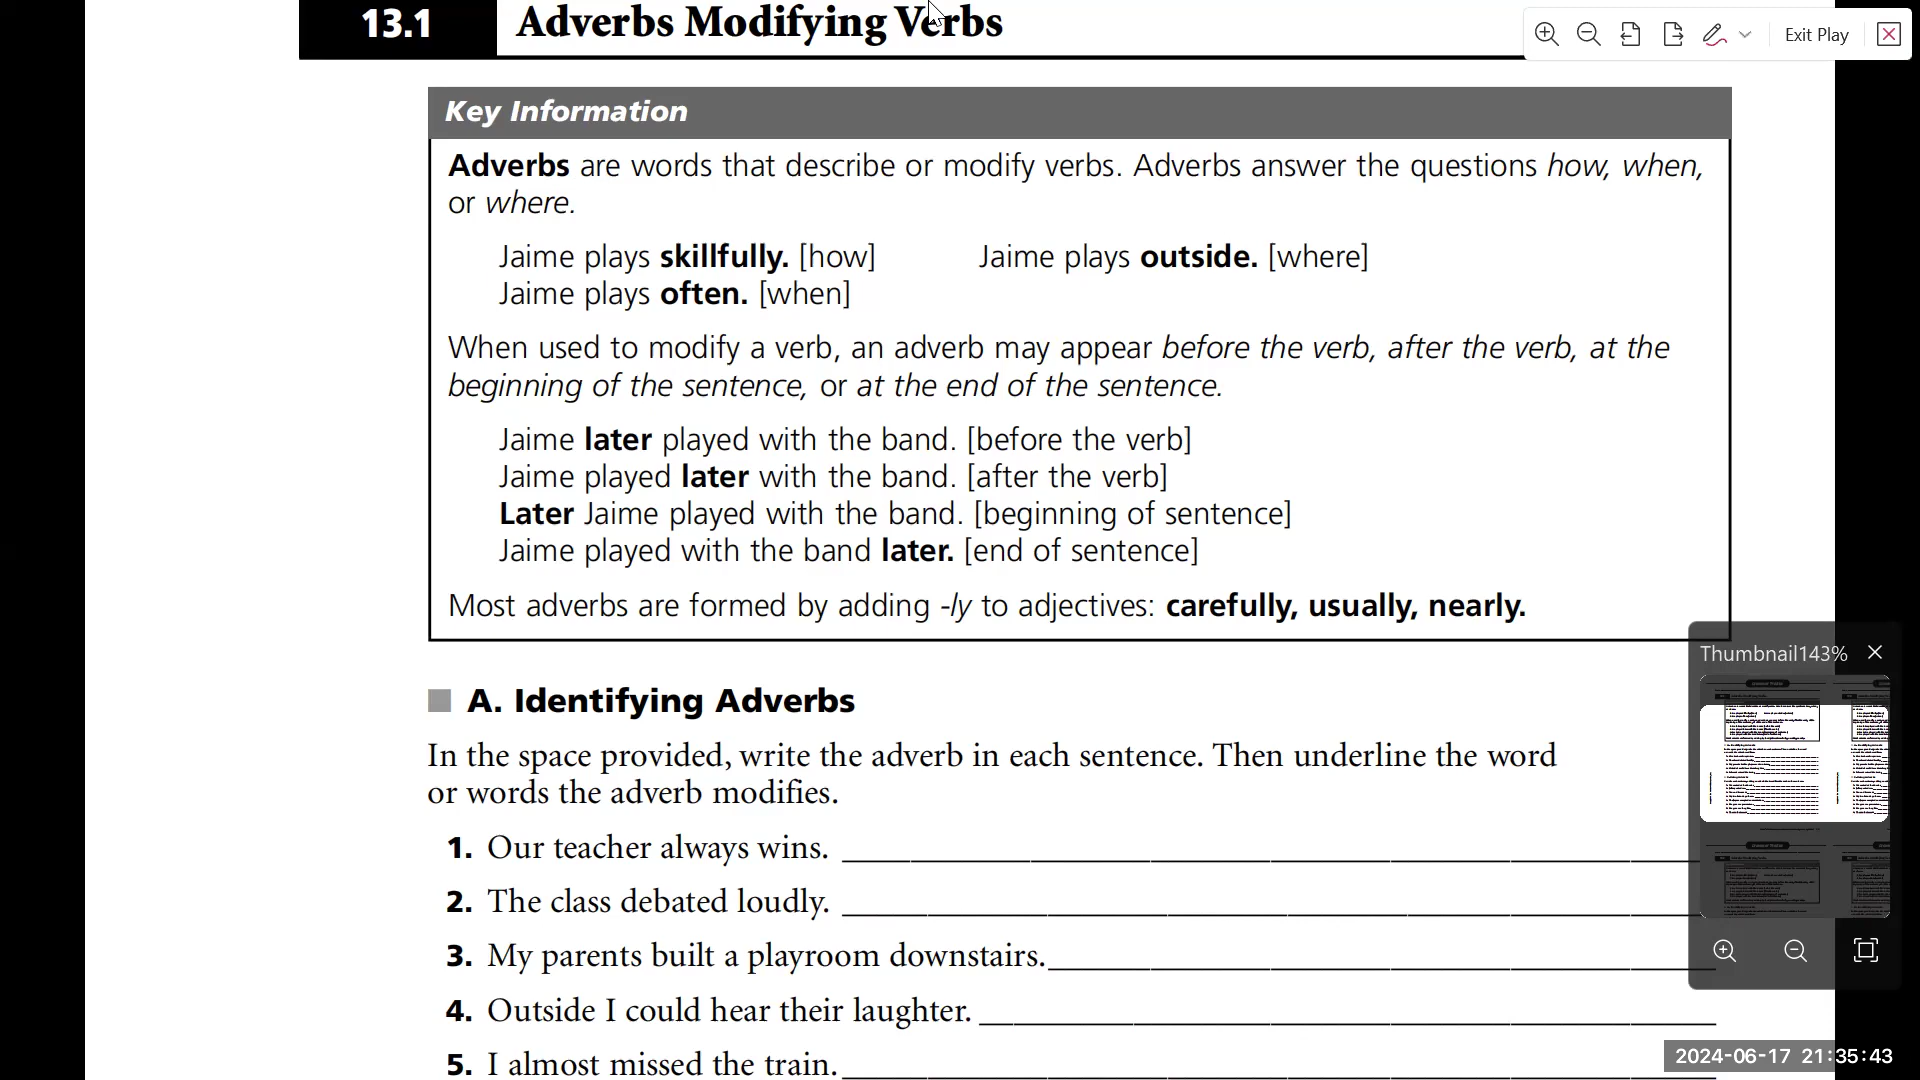 13.1 Adverbs Modifying Verbs
Exit Play
Key Information
Adverbs are words that describe or modify verbs. Adverbs answer the questions how, when,
or where.
Jaime plays skillfully. [how] Jaime plays outside. [where]
Jaime plays often. [when]
When used to modify a verb, an adverb may appear before the verb, after the verb, at the
beginning of the sentence, or at the end of the sentence.
Jaime later played with the band. [before the verb]
Jaime played later with the band. [after the verb]
Later Jaime played with the band. [beginning of sentence]
Jaime played with the band later. [end of sentence]
Most adverbs are formed by adding -ly to adjectives: carefully, usually, nearly.
Thumbnail143%
A. Identifying Adverbs
In the space provided, write the adverb in each sentence. Then underline the word
or words the adverb modifies.
1. Our teacher always wins.
2. The class debated loudly.
3. My parents built a playroom downstairs.
4. Outside I could hear their laughter.
5. I almost missed the train.
2024-06-17 21:35:43